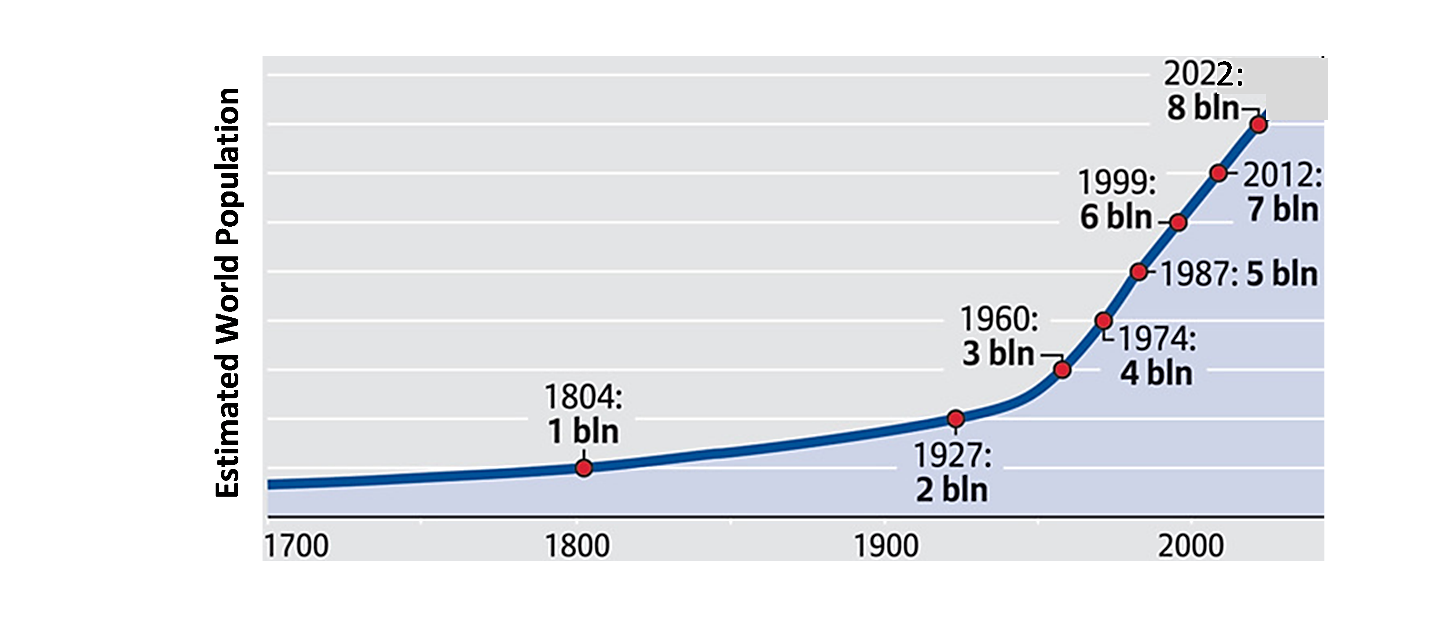 Estimated World Population
2022:
8 bln
1999:
6 bln
2012:
7 bln
1987: 5 bln
1960:
3 bln
1974:
4 bln
1804:
1 bln
1927:
2 bln
1700 1800 1900 2000